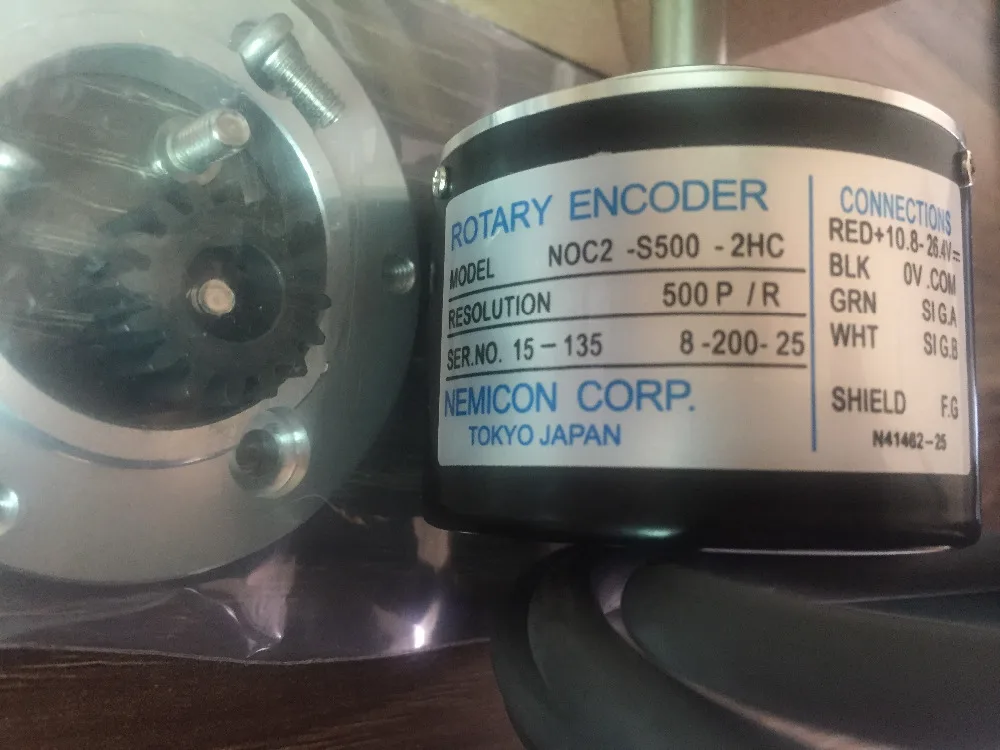 ROTARY ENCODER
MODEL NOC2 -S500 -2HC
RESOLUTION 500 P / R
SER.NO. 15-135 8-200-25
NEMICON CORP.
TOKYO JAPAN
CONNECTIONS
RED+10.8-26.4V=
BLK 0V.COM
GRN SIG.A
WHT SIG.B
SHIELD F.G
N41462-25